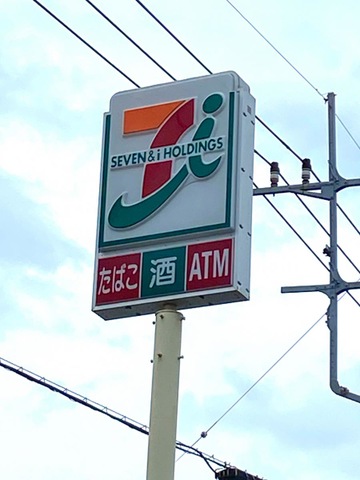 SEVEN & i HOLDINGS
たばこ 酒 ATM